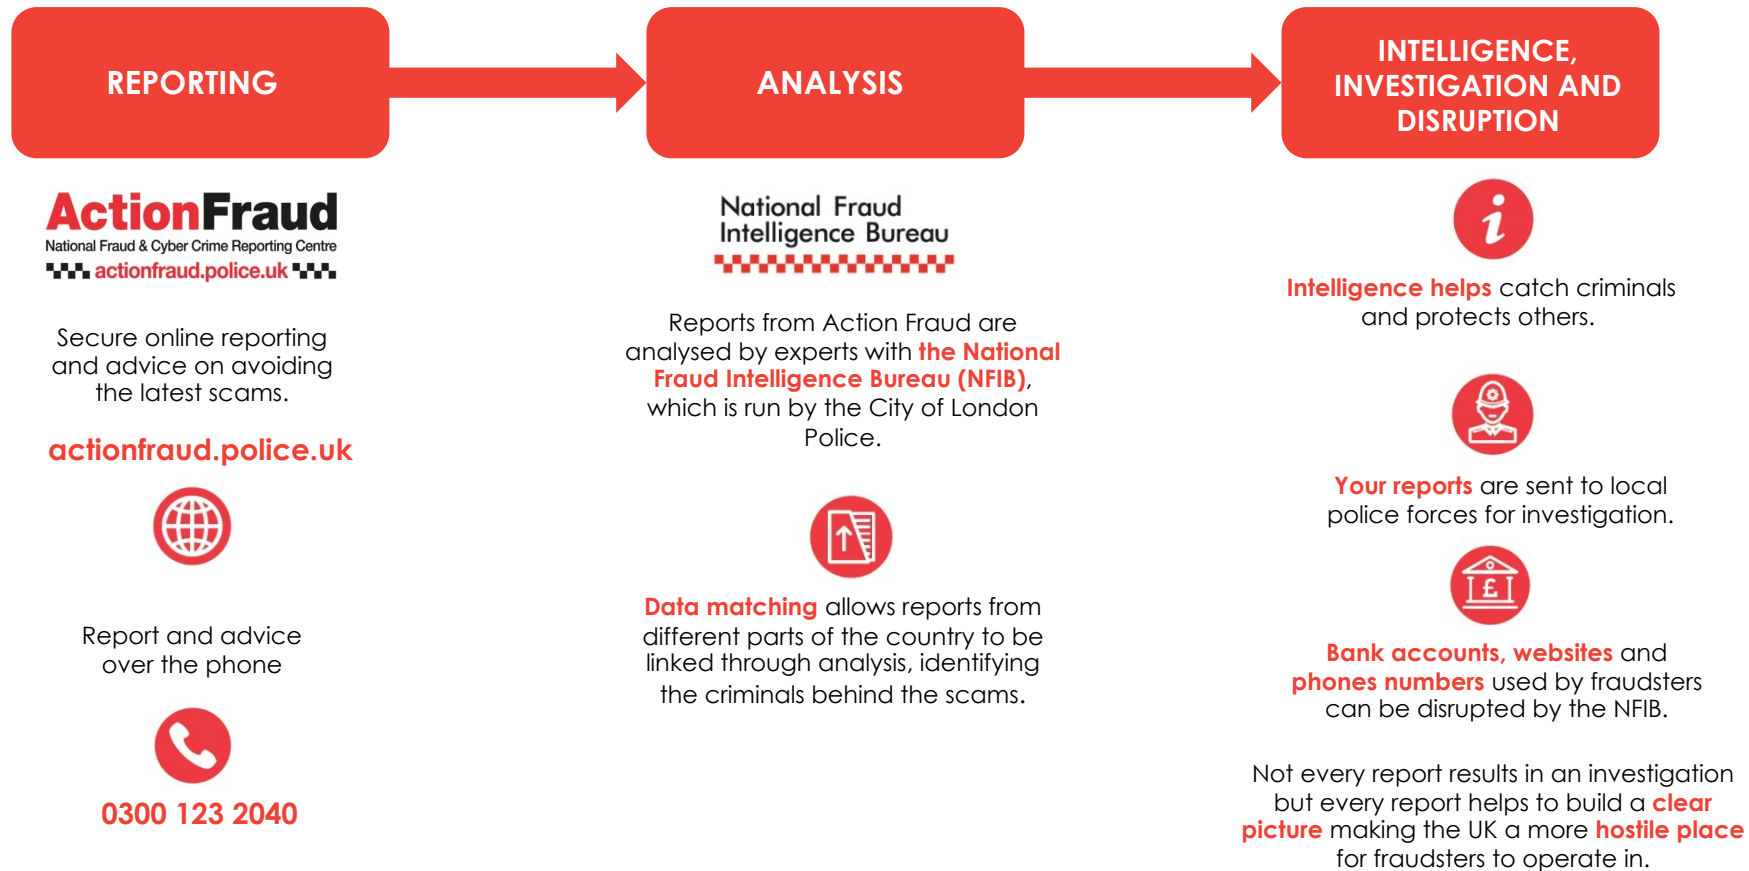 REPORTING
ActionFraud
National Fraud & Cyber Crime Reporting Centre
actionfraud.police.uk
Secure online reporting
and advice on avoiding
the latest scams.
actionfraud.police.uk
Report and advice
over the phone
0300 123 2040
ANALYSIS
National Fraud
Intelligence Bureau
Reports from Action Fraud are
analysed by experts with the National
Fraud Intelligence Bureau (NFIB),
which is run by the City of London
Police.
Data matching allows reports from
different parts of the country to be
linked through analysis, identifying
the criminals behind the scams.
INTELLIGENCE,
INVESTIGATION AND
DISRUPTION
i
Intelligence helps catch criminals
and protects others.
Your reports are sent to local
police forces for investigation.
£
Bank accounts, websites and
phones numbers used by fraudsters
can be disrupted by the NFIB.
Not every report results in an investigation
but every report helps to build a clear
picture making the UK a more hostile place
for fraudsters to operate in.